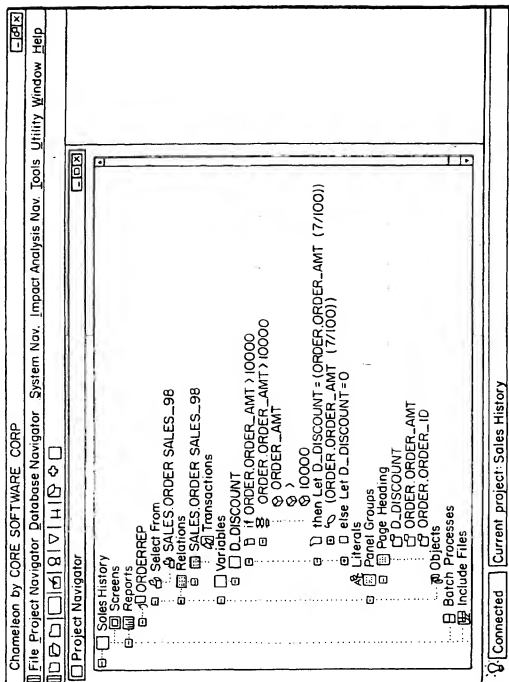 Chameleon by CORE SOFTWARE CORP
File Project Navigator Database Navigator System Nav. Impact Analysis Nav. Tools Utility Window Help
Project Navigator
Sales History
Screens
Reports
ORDERREP
Select From
SALES.ORDER SALES_98
Relations
SALES.ORDER SALES_98
Transactions
Variables
D_DISCOUNT
if ORDER.ORDER_AMT > 10000
ORDER.ORDER_AMT > 10000
ORDER_AMT
>
10000
then Let D_DISCOUNT = (ORDER.ORDER_AMT (7/100))
(ORDER.ORDER_AMT (7/100))
else Let D_DISCOUNT = 0
Literals
Panel Groups
Page Heading
D_DISCOUNT
ORDER.ORDER_AMT
ORDER.ORDER_ID
Objects
Batch Processes
Include Files
Connected Current project: Sales History